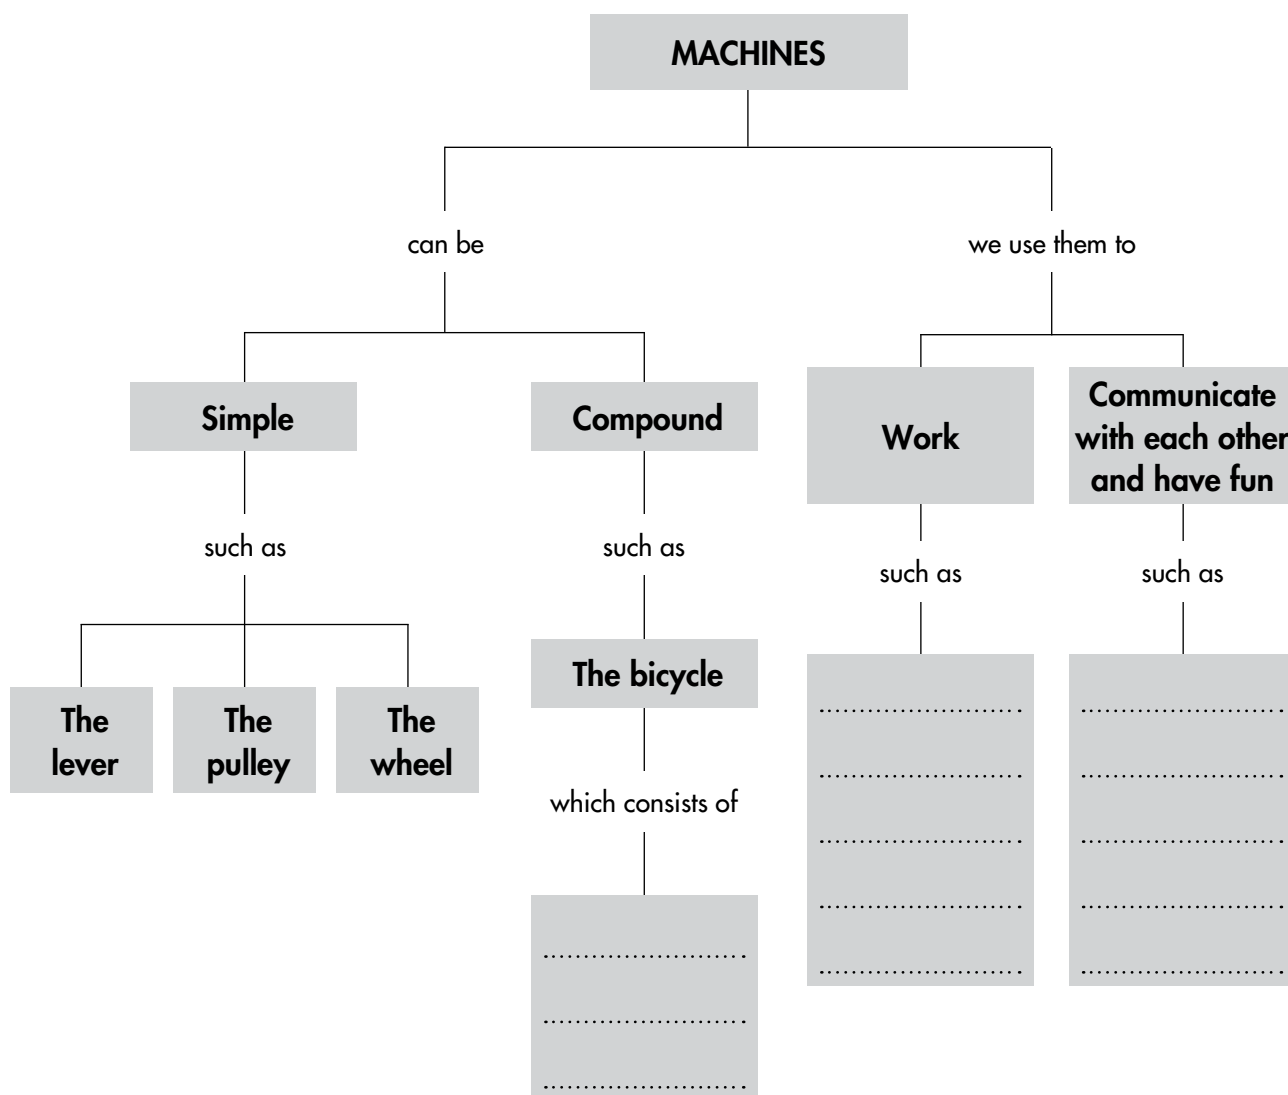 MACHINES
can be
we use them to
Simple
Compound
Work
Communicate
with each other
and have fun
such as
such as
such as
such as
The
lever
The
pulley
The
wheel
The bicycle
which consists of